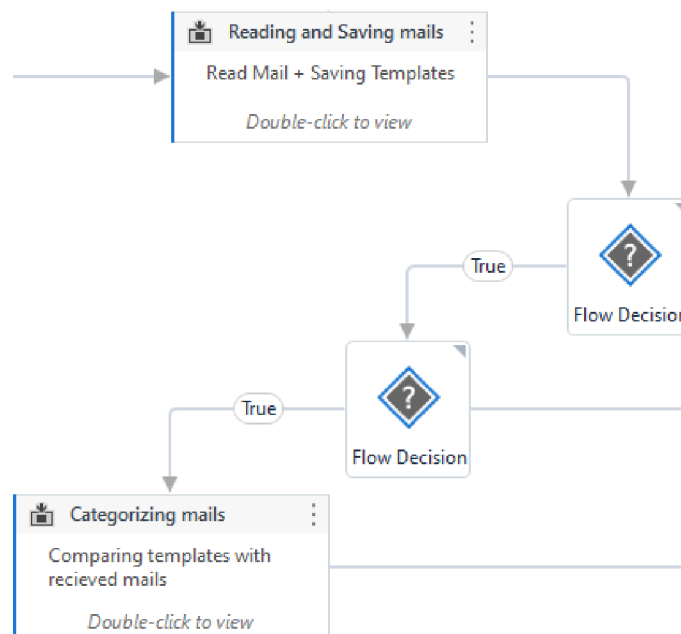 Reading and Saving mails
Read Mail + Saving Templates
Double-click to view
?
True
Flow Decision
?
True
Flow Decision
Categorizing mails
Comparing templates with
recieved mails
Double-click to view